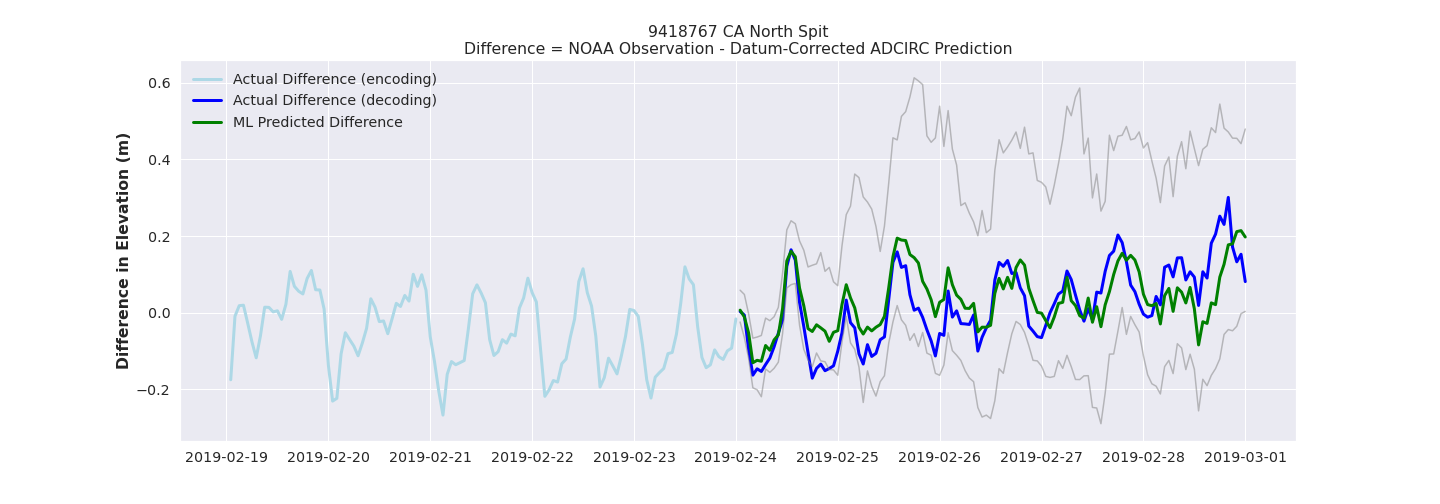 9418767 CA North Spit
Difference = NOAA Observation - Datum-Corrected ADCIRC Prediction
Actual Difference (encoding)
Actual Difference (decoding)
ML Predicted Difference
Difference in Elevation (m)
0.6
0.4
0.2
0.0
−0.2
2019-02-19 2019-02-20 2019-02-21 2019-02-22 2019-02-23 2019-02-24 2019-02-25 2019-02-26 2019-02-27 2019-02-28 2019-03-01